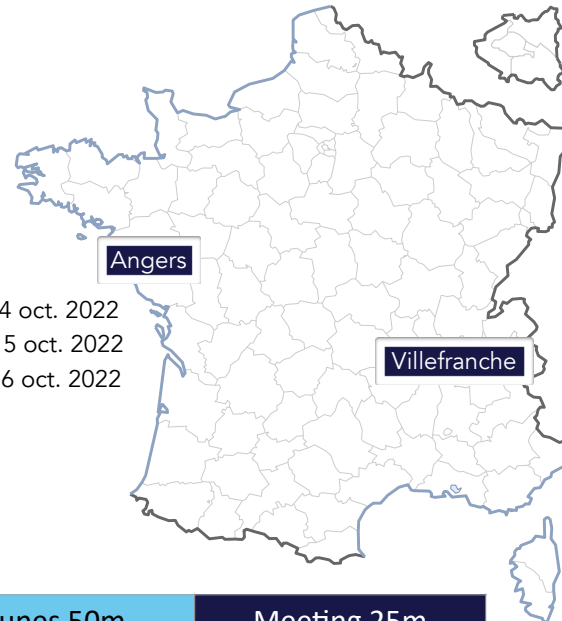 Angers
4 oct. 2022
5 oct. 2022
6 oct. 2022
Villefranche
50m
Meeting 25m